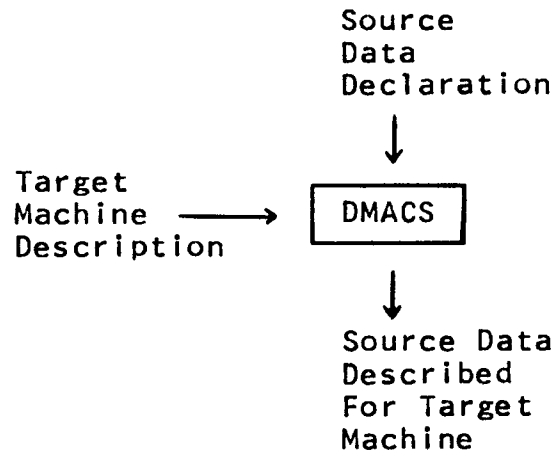 Source
Data
Declaration
Target
Machine
Description
DMACS
Source Data
Described
For Target
Machine